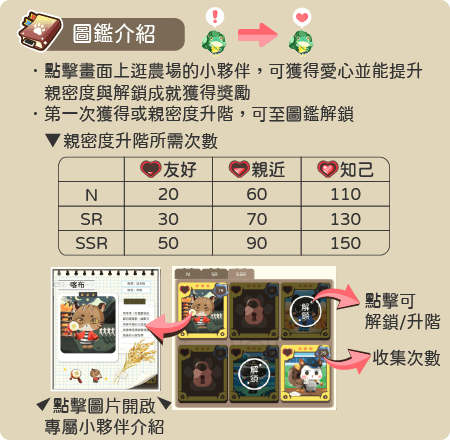 圖鑑介紹
・點擊畫面上逛農場的小夥伴，可獲得愛心並能提升
親密度與解鎖成就獲得獎勵
・第一次獲得或親密度升階，可至圖鑑解鎖
▼親密度升階所需次數
友好 親近 知己
N 20 60 110
SR 30 70 130
SSR 50 90 150
喀布
N SR SSR
解鎖
解鎖
點擊可
解鎖/升階
收集次數
點擊圖片開啟
專屬小夥伴介紹